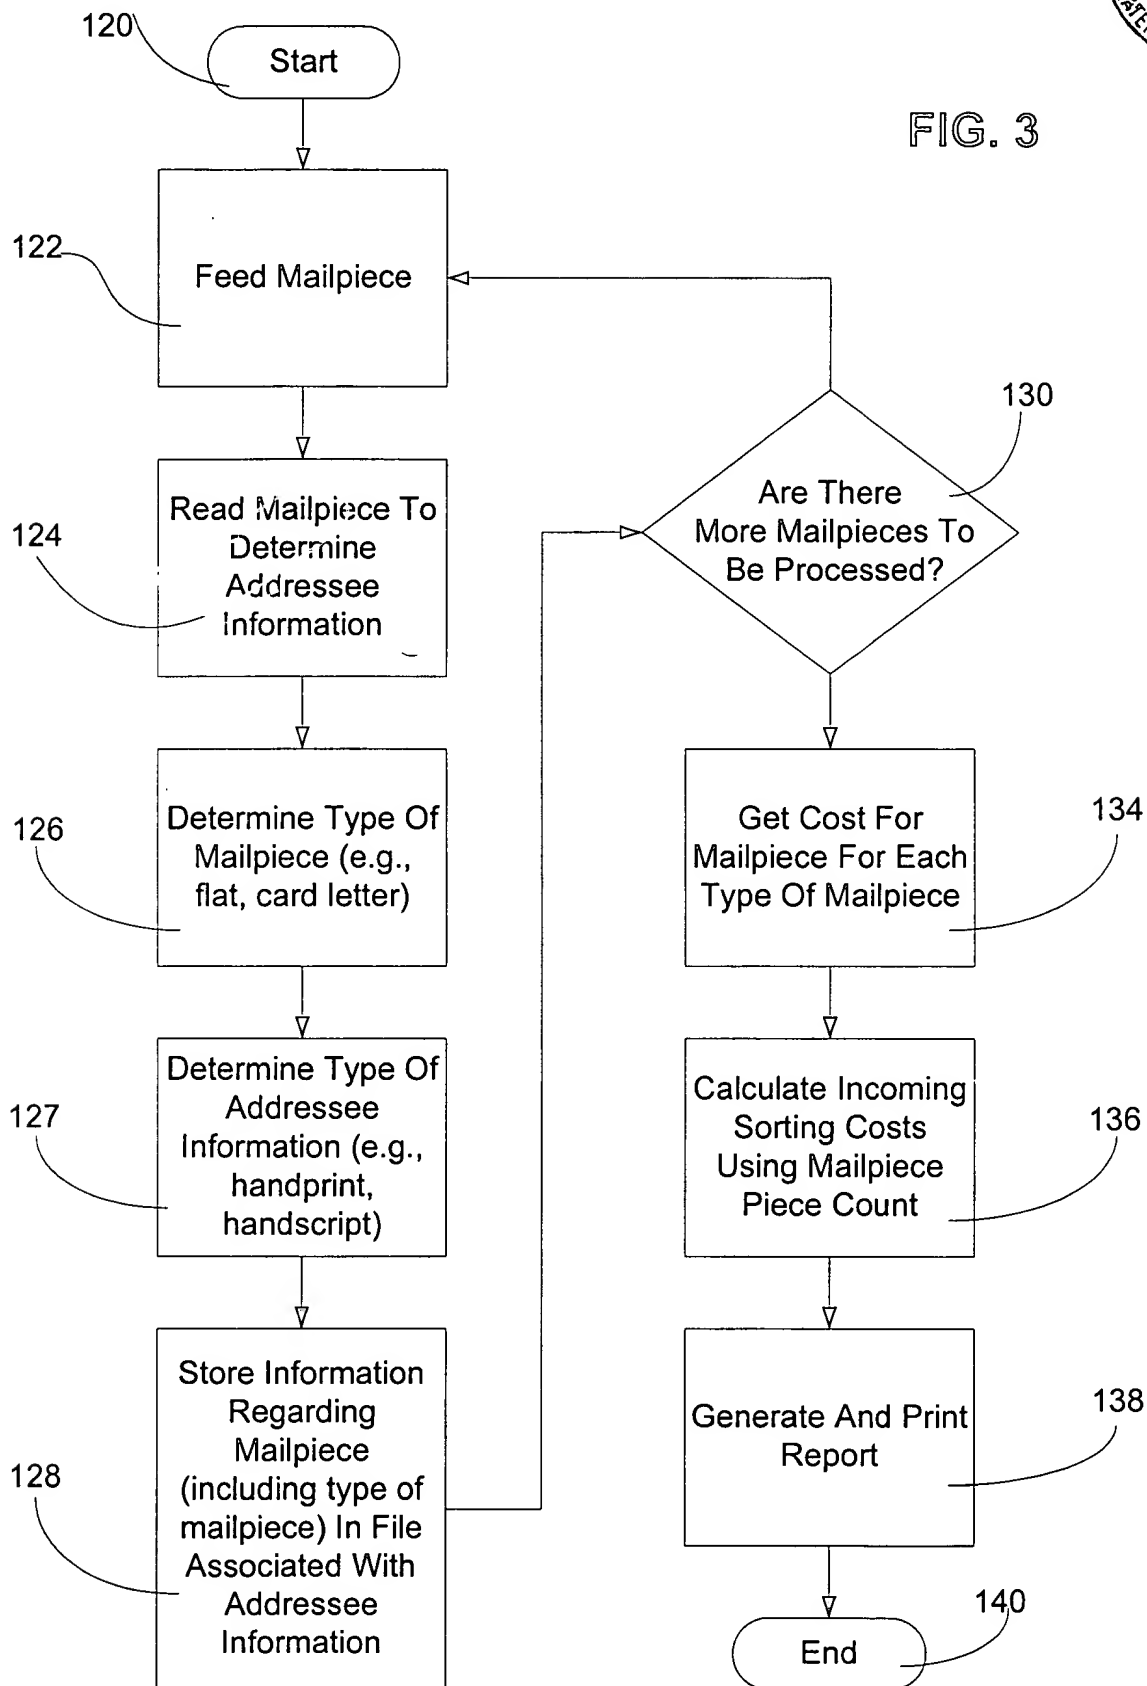 120
Start
FIG. 3
122
Feed Mailpiece
130
Are There
More Mailpieces To
Be Processed?
124
Read Mailpiece To
Determine
Addressee
Information
126
Determine Type Of
Mailpiece (e.g.,
flat, card letter)
134
Get Cost For
Mailpiece For Each
Type Of Mailpiece
127
Determine Type Of
Addressee
Information (e.g.,
handprint,
handscript)
136
Calculate Incoming
Sorting Costs
Using Mailpiece
Piece Count
128
Store Information
Regarding
Mailpiece
(including type of
mailpiece) In File
Associated With
Addressee
Information
138
Generate And Print
Report
140
End